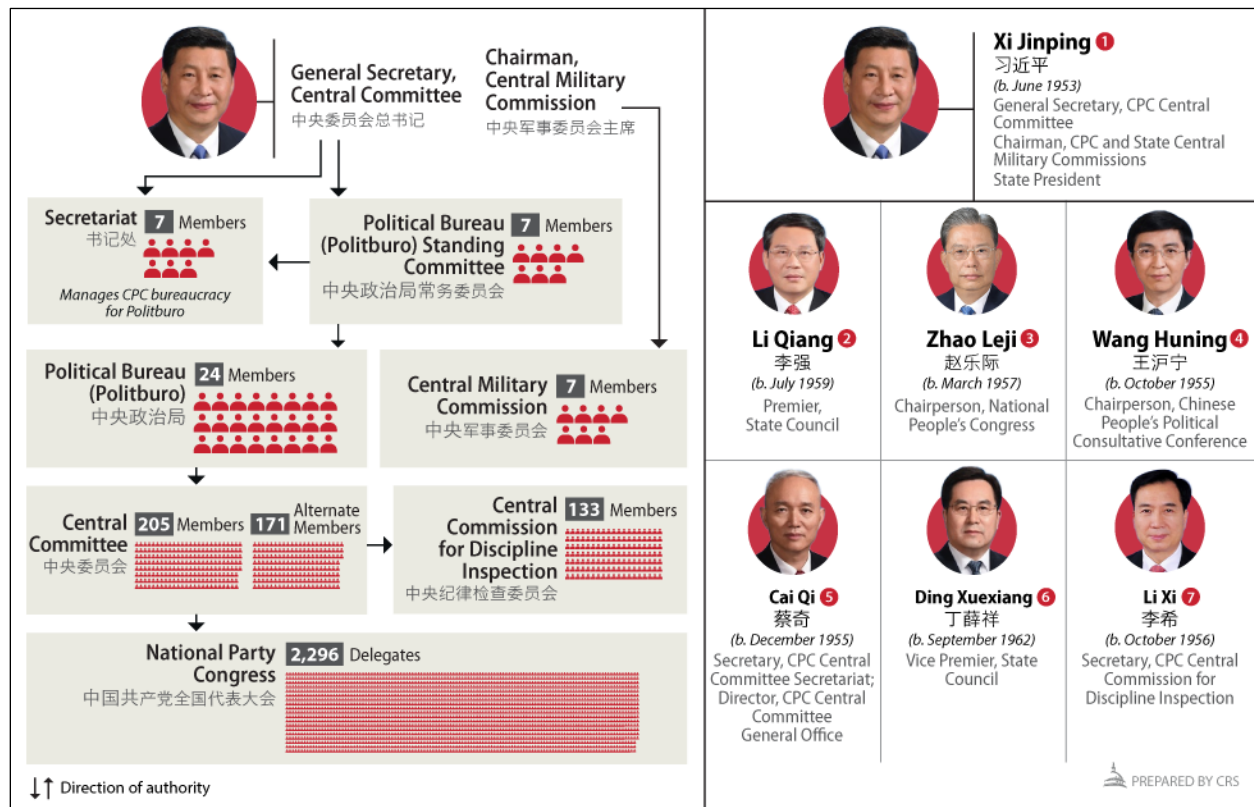 General Secretary,
Central Committee
中央委员会总书记
Chairman,
Central Military
Commission
中央军事委员会主席
Secretariat
书记处
7 Members
Manages CPC bureaucracy
for Politburo
Political Bureau
(Politburo) Standing
Committee
中央政治局常务委员会
7 Members
Political Bureau
(Politburo)
中央政治局
24 Members
Central Military
Commission
中央军事委员会
7 Members
Central
Committee
中央委员会
205 Members
171 Alternate
Members
Central
Commission
for Discipline
Inspection
中央纪律检查委员会
133 Members
National Party
Congress
中国共产党全国代表大会
2,296 Delegates
↓↑ Direction of authority
Xi Jinping 1
习近平
(b. June 1953)
General Secretary, CPC Central
Committee
Chairman, CPC and State Central
Military Commissions
State President
Li Qiang 2
李强
(b. July 1959)
Premier,
State Council
Zhao Leji 3
赵乐际
(b. March 1957)
Chairperson, National
People's Congress
Wang Huning 4
王沪宁
(b. October 1955)
Chairperson, Chinese
People's Political
Consultative Conference
Cai Qi 5
蔡奇
(b. December 1955)
Secretary, CPC Central
Committee Secretariat;
Director, CPC Central
Committee
General Office
Ding Xuexiang 6
丁薛祥
(b. September 1962)
Vice Premier, State
Council
Li Xi 7
李希
(b. October 1956)
Secretary, CPC Central
Commission for
Discipline Inspection
PREPARED BY CRS